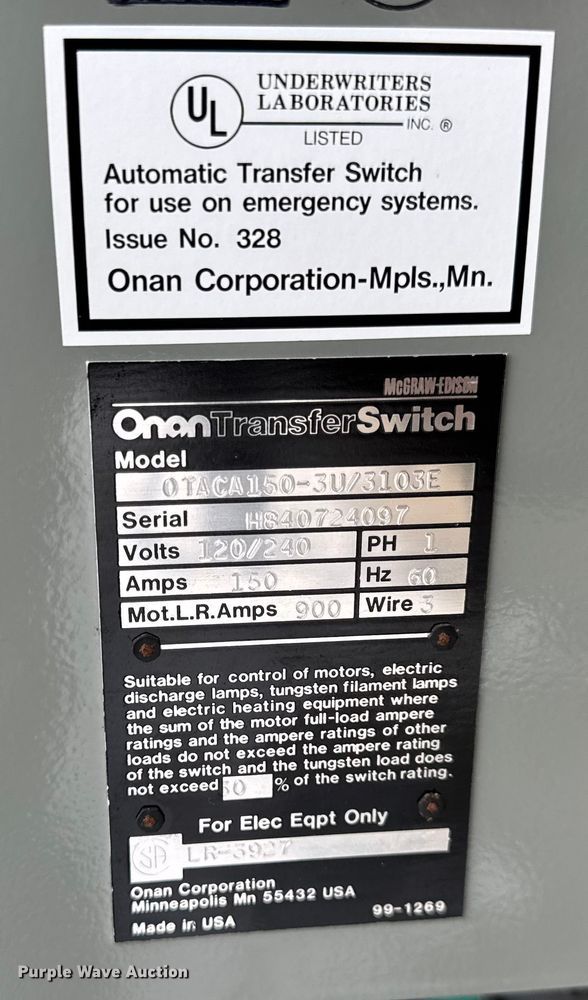 UL
UNDERWRITERS
LABORATORIES
INC. ®
LISTED
Automatic Transfer Switch
for use on emergency systems.
Issue No. 328
Onan Corporation-Mpls.,Mn.
McGRAW-EDISON
Onan Transfer Switch
Model
OTACA150-3U/3103E
Serial H840724097
Volts 120/240 PH 1
Amps 150 Hz 60
Mot.L.R.Amps 900 Wire 3
Suitable for control of motors, electric
discharge lamps, tungsten filament lamps
and electric heating equipment where
the sum of the motor full-load ampere
ratings and the ampere ratings of other
loads do not exceed the ampere rating
of the switch and the tungsten load does
not exceed % of the switch rating.
For Elec Eqpt Only
SA LR-3927
Onan Corporation
Minneapolis Mn 55432 USA
Made in USA 99-1269
Purple Wave Auction